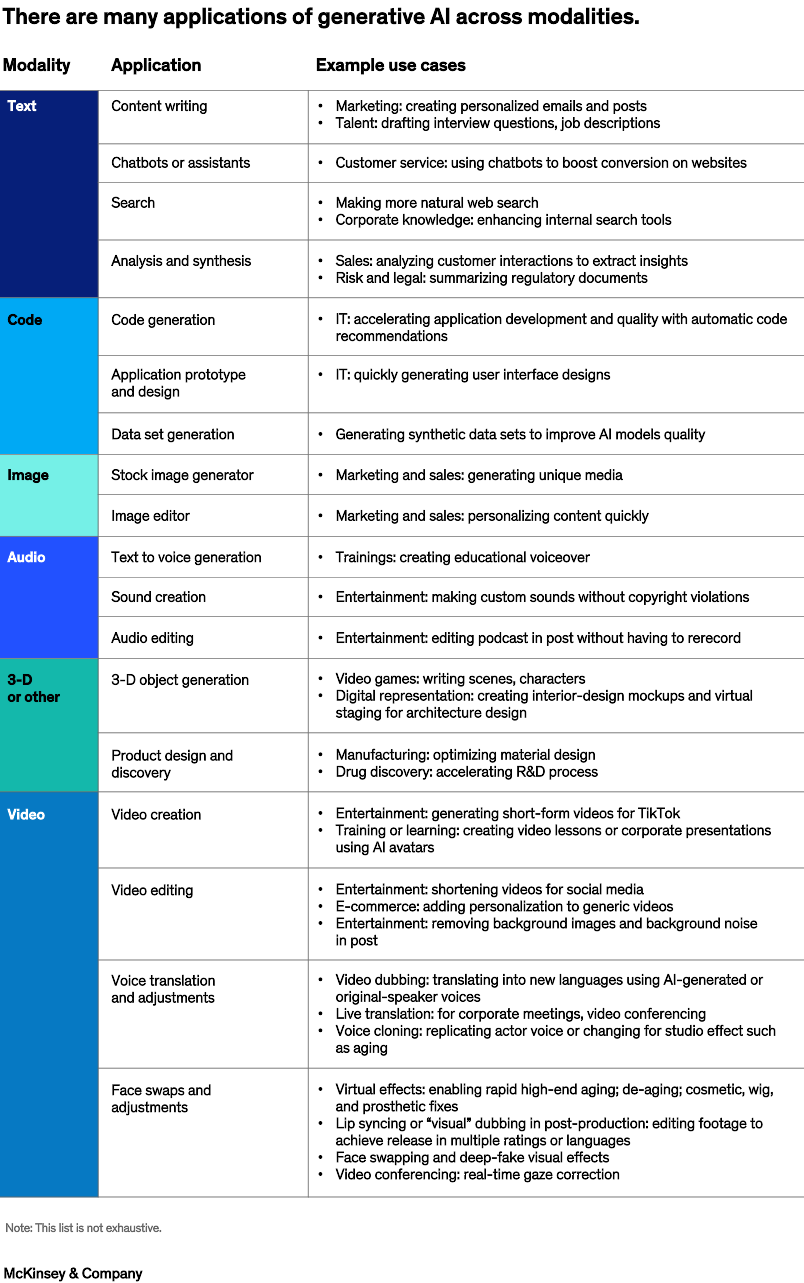 There are many applications of generative AI across modalities.
Modality Application Example use cases
Text Content writing • Marketing: creating personalized emails and posts
• Talent: drafting interview questions, job descriptions
Chatbots or assistants • Customer service: using chatbots to boost conversion on websites
Search • Making more natural web search
• Corporate knowledge: enhancing internal search tools
Analysis and synthesis • Sales: analyzing customer interactions to extract insights
• Risk and legal: summarizing regulatory documents
Code Code generation • IT: accelerating application development and quality with automatic code
recommendations
Application prototype • IT: quickly generating user interface designs
and design
Data set generation • Generating synthetic data sets to improve AI models quality
Image Stock image generator • Marketing and sales: generating unique media
Image editor • Marketing and sales: personalizing content quickly
Audio Text to voice generation • Trainings: creating educational voiceover
Sound creation • Entertainment: making custom sounds without copyright violations
Audio editing • Entertainment: editing podcast in post without having to rerecord
3-D 3-D object generation • Video games: writing scenes, characters
or other • Digital representation: creating interior-design mockups and virtual
staging for architecture design
Product design and • Manufacturing: optimizing material design
discovery • Drug discovery: accelerating R&D process
Video Video creation • Entertainment: generating short-form videos for TikTok
• Training or learning: creating video lessons or corporate presentations
using AI avatars
Video editing • Entertainment: shortening videos for social media
• E-commerce: adding personalization to generic videos
• Entertainment: removing background images and background noise
in post
Voice translation • Video dubbing: translating into new languages using AI-generated or
and adjustments original-speaker voices
• Live translation: for corporate meetings, video conferencing
• Voice cloning: replicating actor voice or changing for studio effect such
as aging
Face swaps and • Virtual effects: enabling rapid high-end aging; de-aging; cosmetic, wig,
adjustments and prosthetic fixes
• Lip syncing or “visual” dubbing in post-production: editing footage to
achieve release in multiple ratings or languages
• Face swapping and deep-fake visual effects
• Video conferencing: real-time gaze correction
Note: This list is not exhaustive.
McKinsey & Company